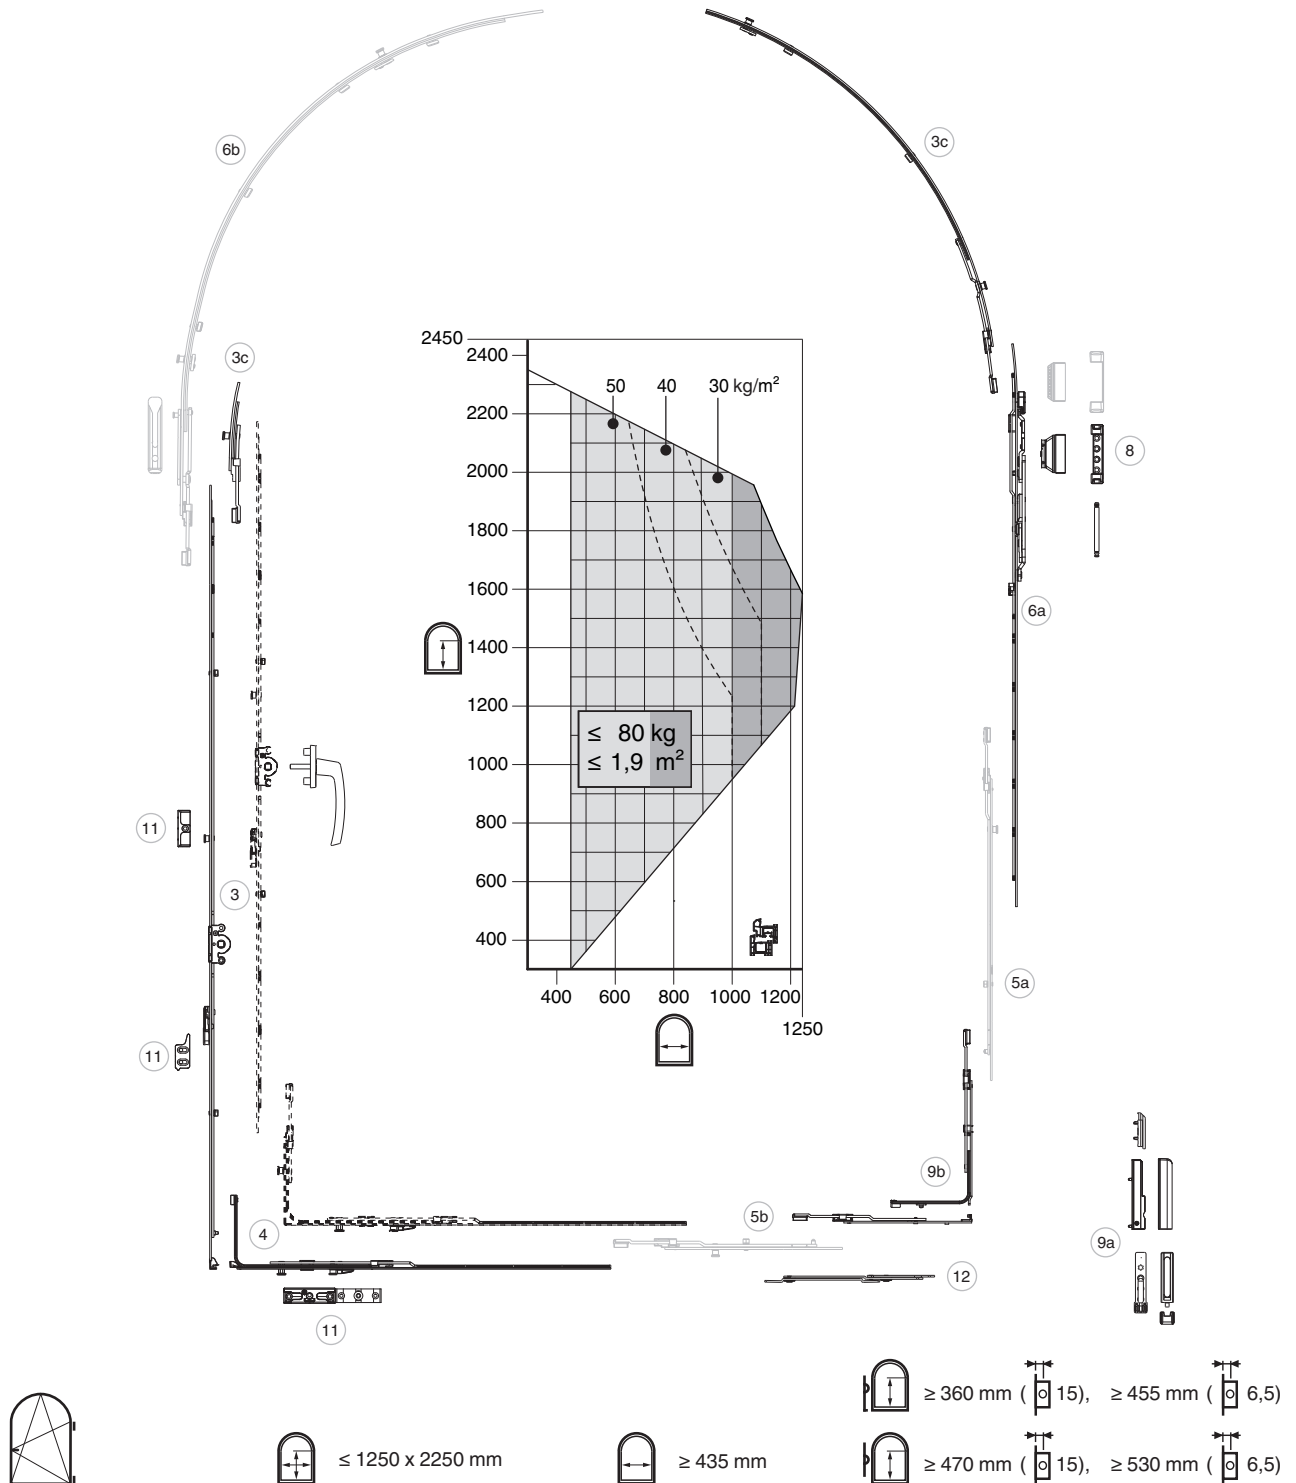 6b
3c
3c
2450
2400
50 40 30 kg/m²
2200
8
2000
1800
1600
6a
1400
1200
≤ 80 kg
≤ 1,9 m²
1000
11
800
3
600
400
5a
400 600 800 1000 1200
1250
11
9b
5b
4
9a
12
11
≥ 360 mm ( 15), ≥ 455 mm ( 6,5)
≤ 1250 x 2250 mm
≥ 435 mm
≥ 470 mm ( 15), ≥ 530 mm ( 6,5)